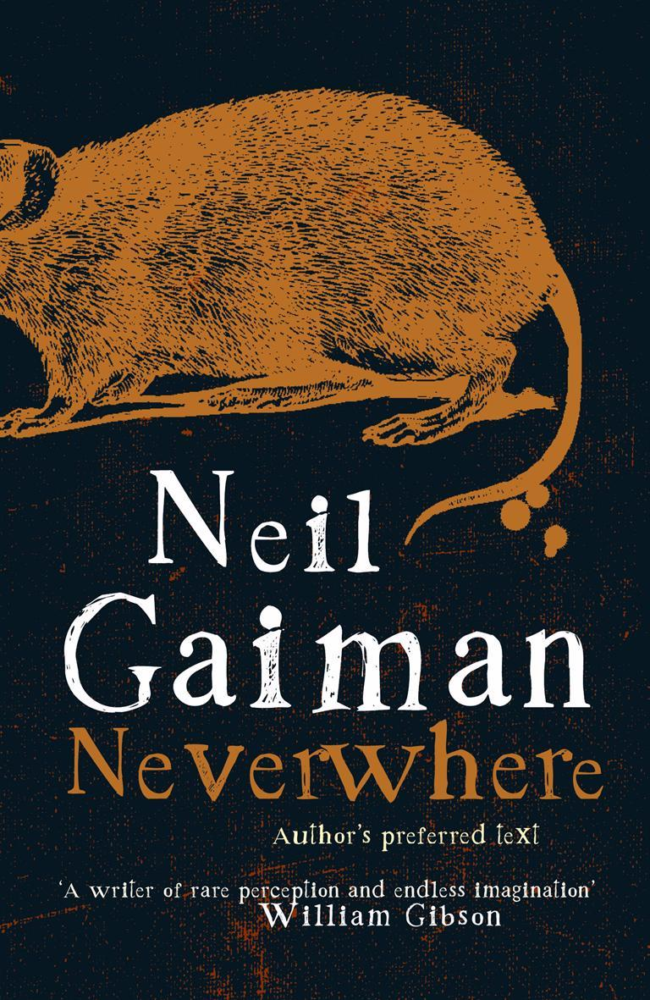 Neil
Gaiman
Neverwhere
Author's preferred text
'A writer of rare perception and endless imagination'
William Gibson